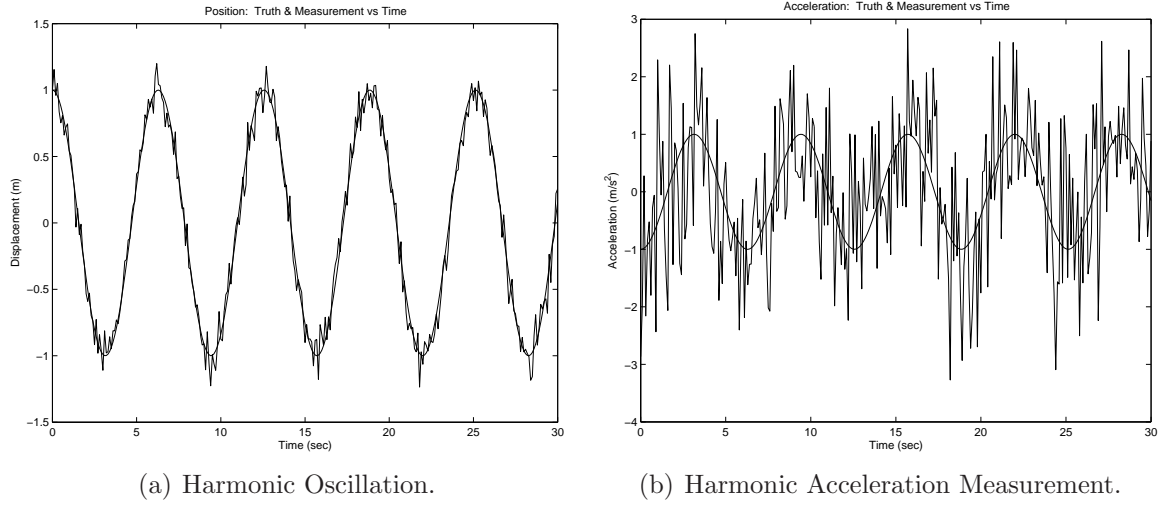 Position:  Truth & Measurement vs Time
1.5
1
0.5
0
−0.5
−1
−1.5
Displacement (m)
0 5 10 15 20 25 30
Time (sec)
(a) Harmonic Oscillation.
Acceleration:  Truth & Measurement vs Time
3
2
1
0
−1
−2
−3
−4
Acceleration (m/s²)
0 5 10 15 20 25 30
Time (sec)
(b) Harmonic Acceleration Measurement.